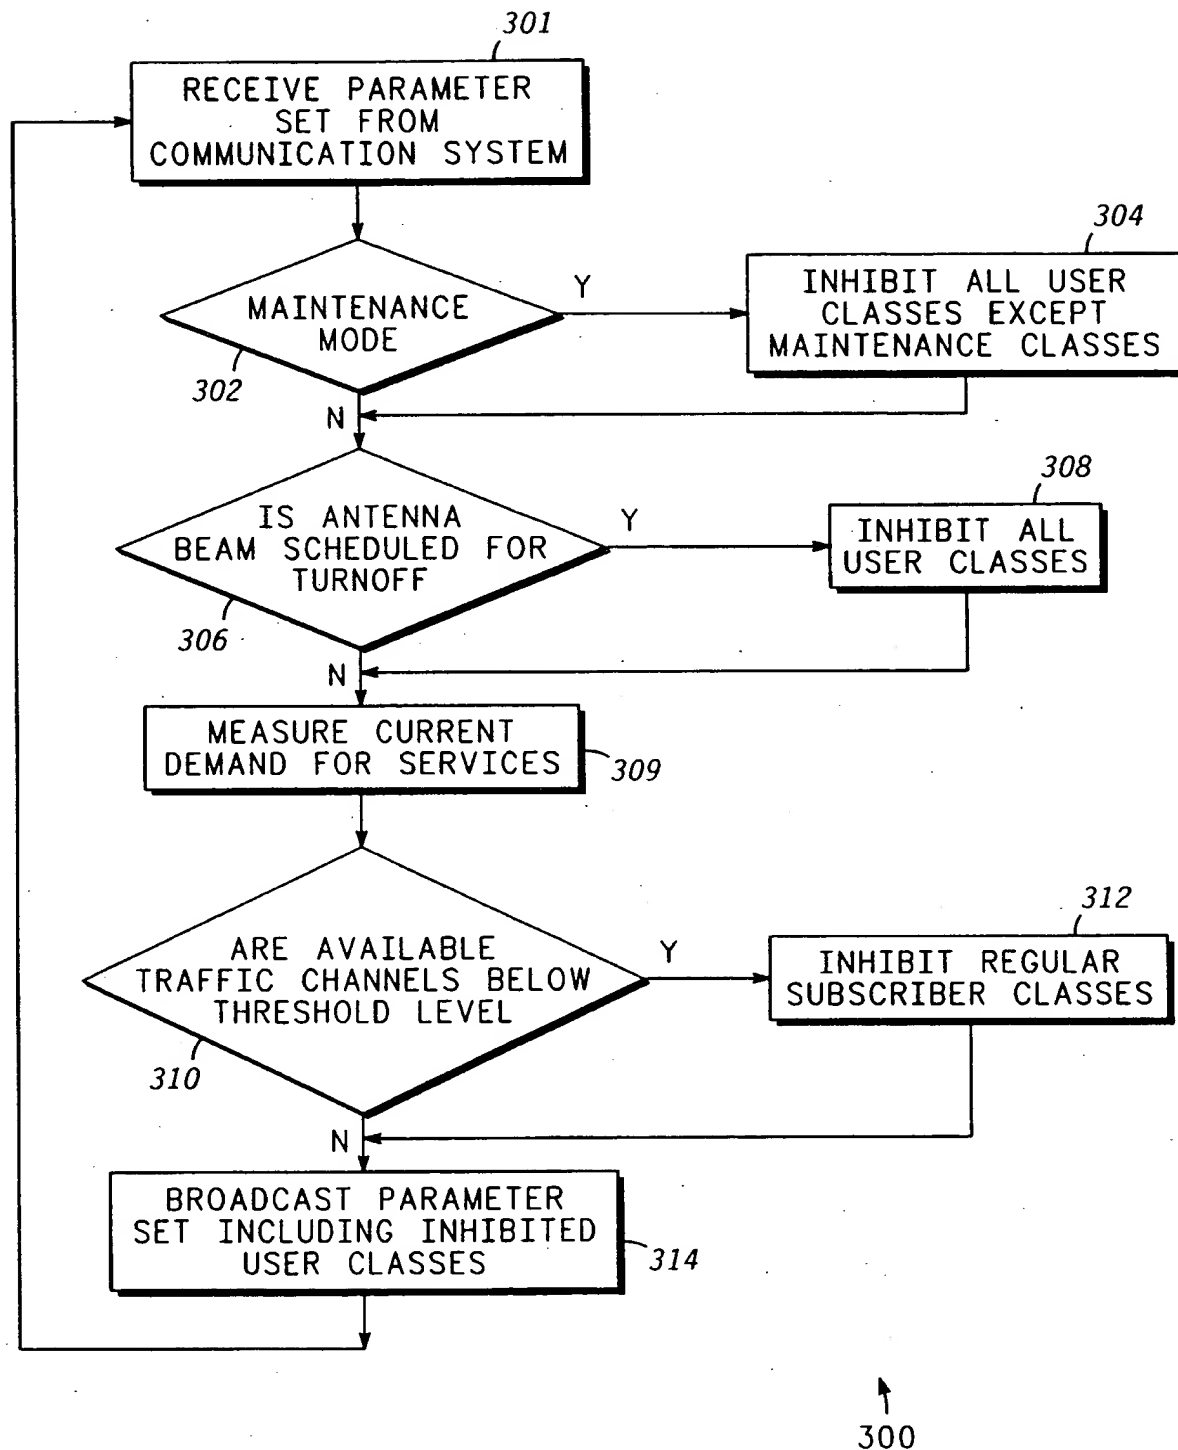 301
RECEIVE PARAMETER
SET FROM
COMMUNICATION SYSTEM
304
MAINTENANCE
MODE
302
Y
INHIBIT ALL USER
CLASSES EXCEPT
MAINTENANCE CLASSES
N
308
IS ANTENNA
BEAM SCHEDULED FOR
TURNOFF
306
Y
INHIBIT ALL
USER CLASSES
N
MEASURE CURRENT
DEMAND FOR SERVICES
309
312
ARE AVAILABLE
TRAFFIC CHANNELS BELOW
THRESHOLD LEVEL
310
Y
INHIBIT REGULAR
SUBSCRIBER CLASSES
N
BROADCAST PARAMETER
SET INCLUDING INHIBITED
USER CLASSES
314
300